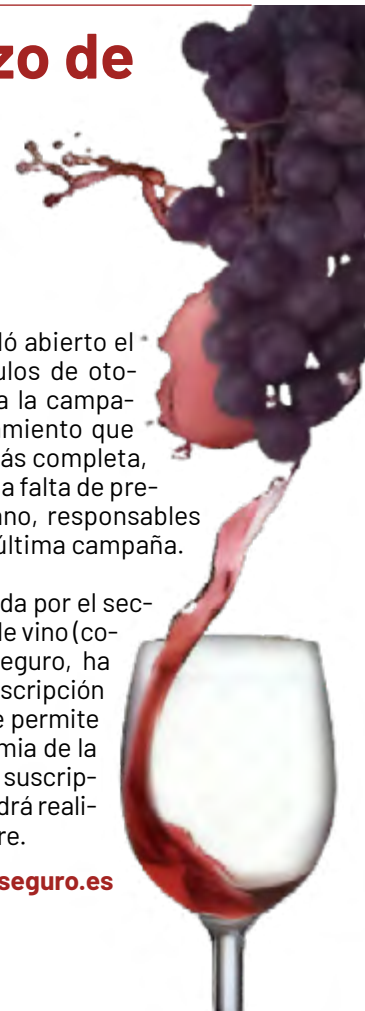 zo de
ló abierto el
ulos de oto-
a la campa-
amiento que
ás completa,
a falta de pre-
ano, responsables
última campaña.
da por el sec-
de vino (co-
eguro, ha
scripción
e permite
mia de la
suscrip-
drá reali-
re.
seguro.es